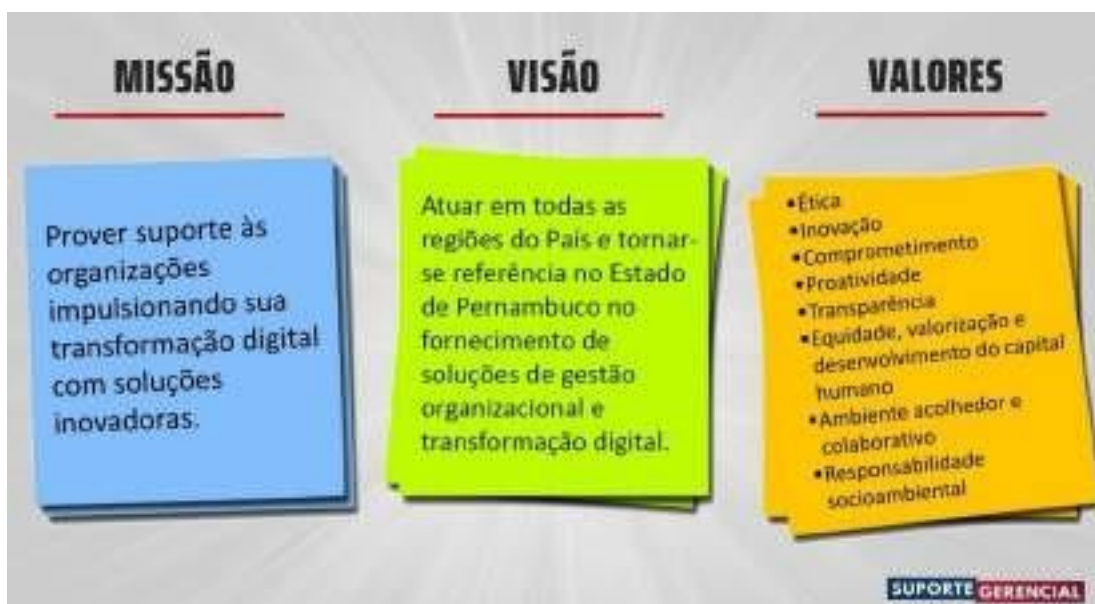 MISSÃO
Prover suporte às
organizações
impulsionando sua
transformação digital
com soluções
inovadoras.
VISÃO
Atuar em todas as
regiões do País e tornar-
se referência no Estado
de Pernambuco no
fornecimento de
soluções de gestão
organizacional e
transformação digital.
VALORES
▪Ética
▪Inovação
▪Comprometimento
▪Proatividade
▪Transparência
▪Equidade, valorização e
desenvolvimento do capital
humano
▪Ambiente acolhedor e
colaborativo
▪Responsabilidade
socioambiental
SUPORTE GERENCIAL